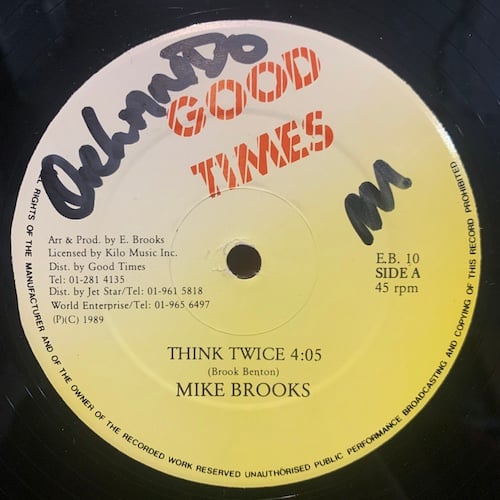 Orlando
GOOD
TIMES
Arr & Prod. by E. Brooks
Licensed by Kilo Music Inc.
Dist. by Good Times
Tel: 01-281 4135
Dist. by Jet Star/Tel: 01-961 5818
World Enterprise/Tel: 01-965 6497
(P)(C) 1989
E.B. 10
SIDE A
45 rpm
THINK TWICE 4:05
(Brook Benton)
MIKE BROOKS
ALL RIGHTS OF THE MANUFACTURER AND OF THE OWNER OF THE RECORDED WORK RESERVED UNAUTHÓRISED PUBLIC PERFORMANCE BROADCASTING AND COPYING OF THIS RECORD PROHIBITED